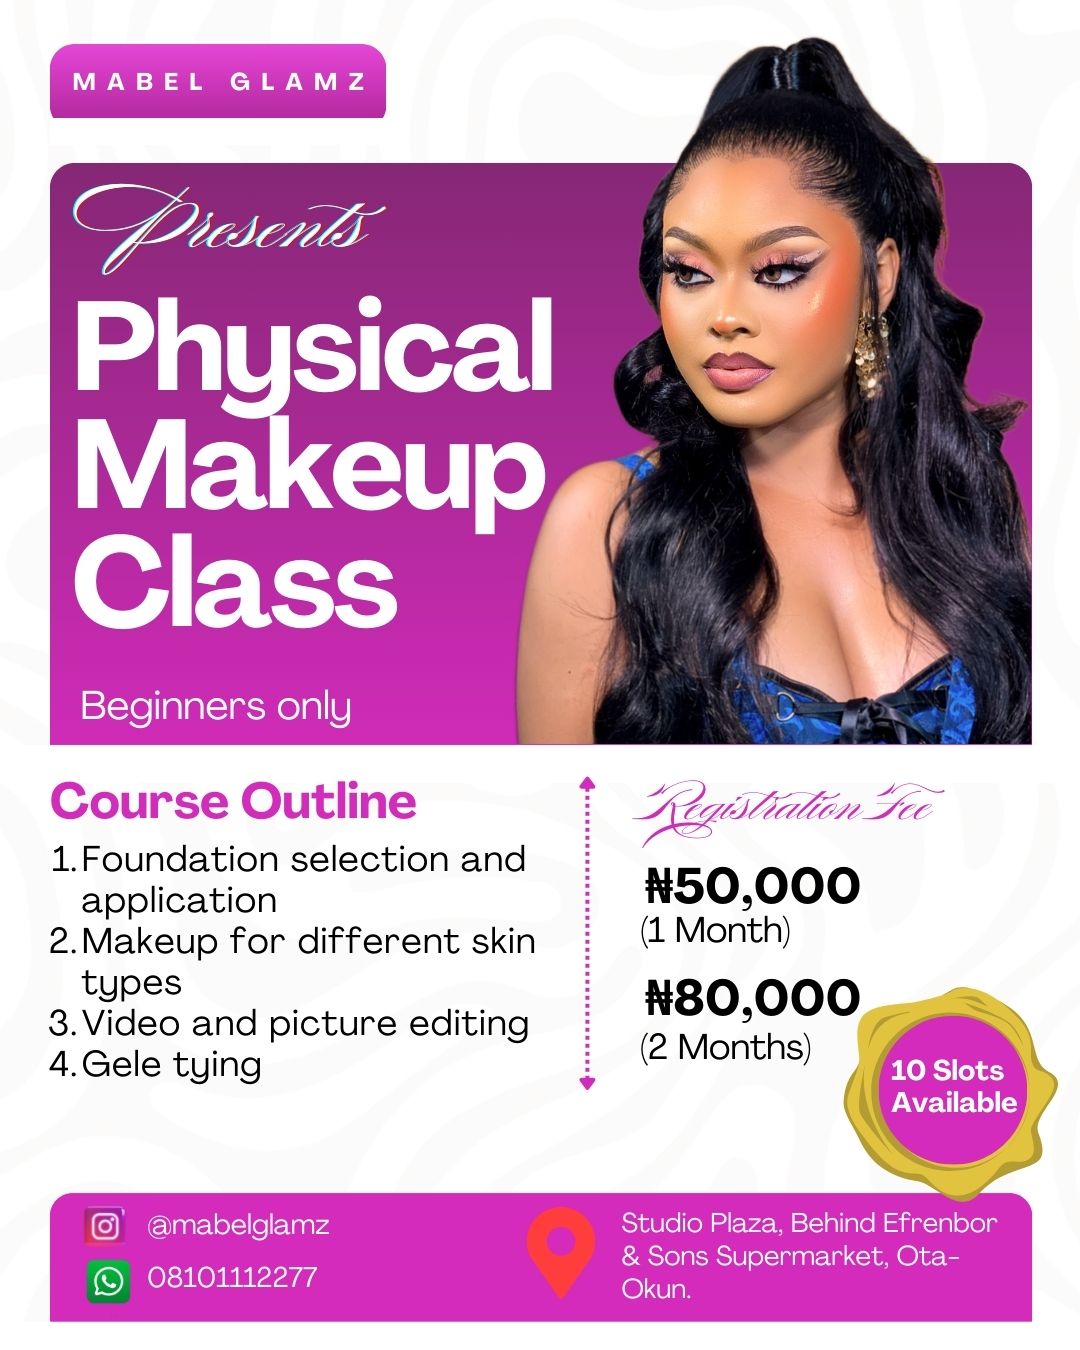 MABEL GLAMZ
Presents
Physical
Makeup
Class
Beginners only
Course Outline
1. Foundation selection and
application
2. Makeup for different skin
types
3. Video and picture editing
4. Gele tying
Registration Fee
₦50,000
(1 Month)
₦80,000
(2 Months)
10 Slots
Available
@mabelglamz
08101112277
Studio Plaza, Behind Efrenbor
& Sons Supermarket, Ota-
Okun.